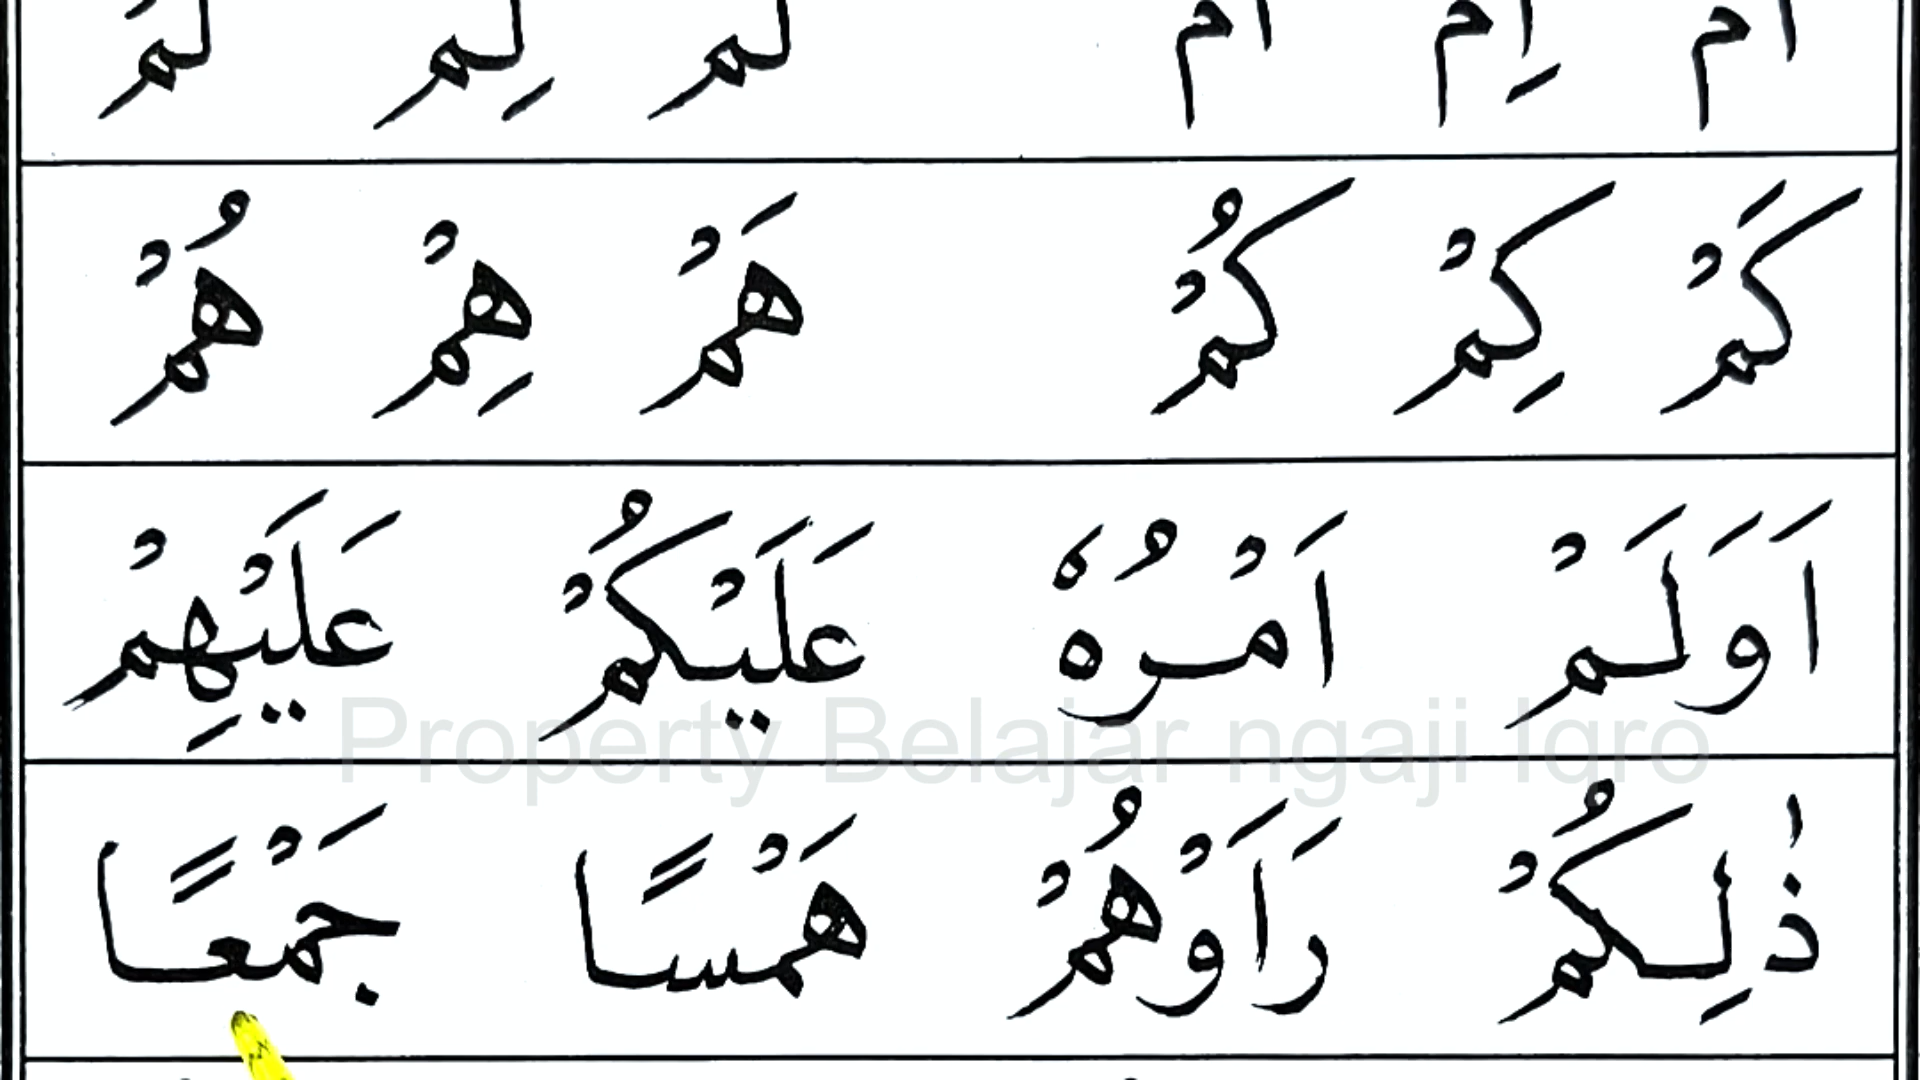 اَمْ اِمْ اُمْ لَمْ لِمْ لُمْ
كَمْ كِمْ كُمْ هَمْ هِمْ هُمْ
اَوَلَمْ اَمْرُهٗ عَلَيْكُمْ عَلَيْهِمْ
Property Belajar ngaji Iqro
ذٰلِكُمْ رَاَوْهُمْ هَمْسًا جَمْعًا